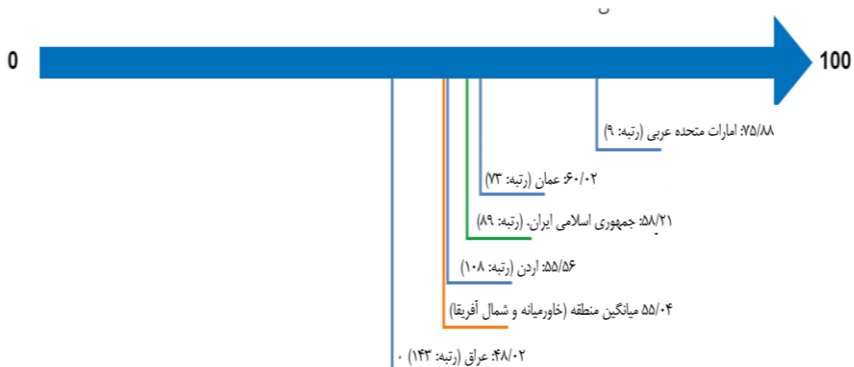 0
100
۷۵/۸۸: امارات متحده عربی (رتبه: ۹)
۶۰/۰۲: عمان (رتبه: ۷۳)
۵۸/۲۱: جمهوری اسلامی ایران. (رتبه: ۸۹)
۵۵/۵۶: اردن (رتبه: ۱۰۸)
۵۵/۰۴ میانگین منطقه (خاورمیانه و شمال آفریقا)
۴۸/۰۲: عراق (رتبه: ۱۴۳)